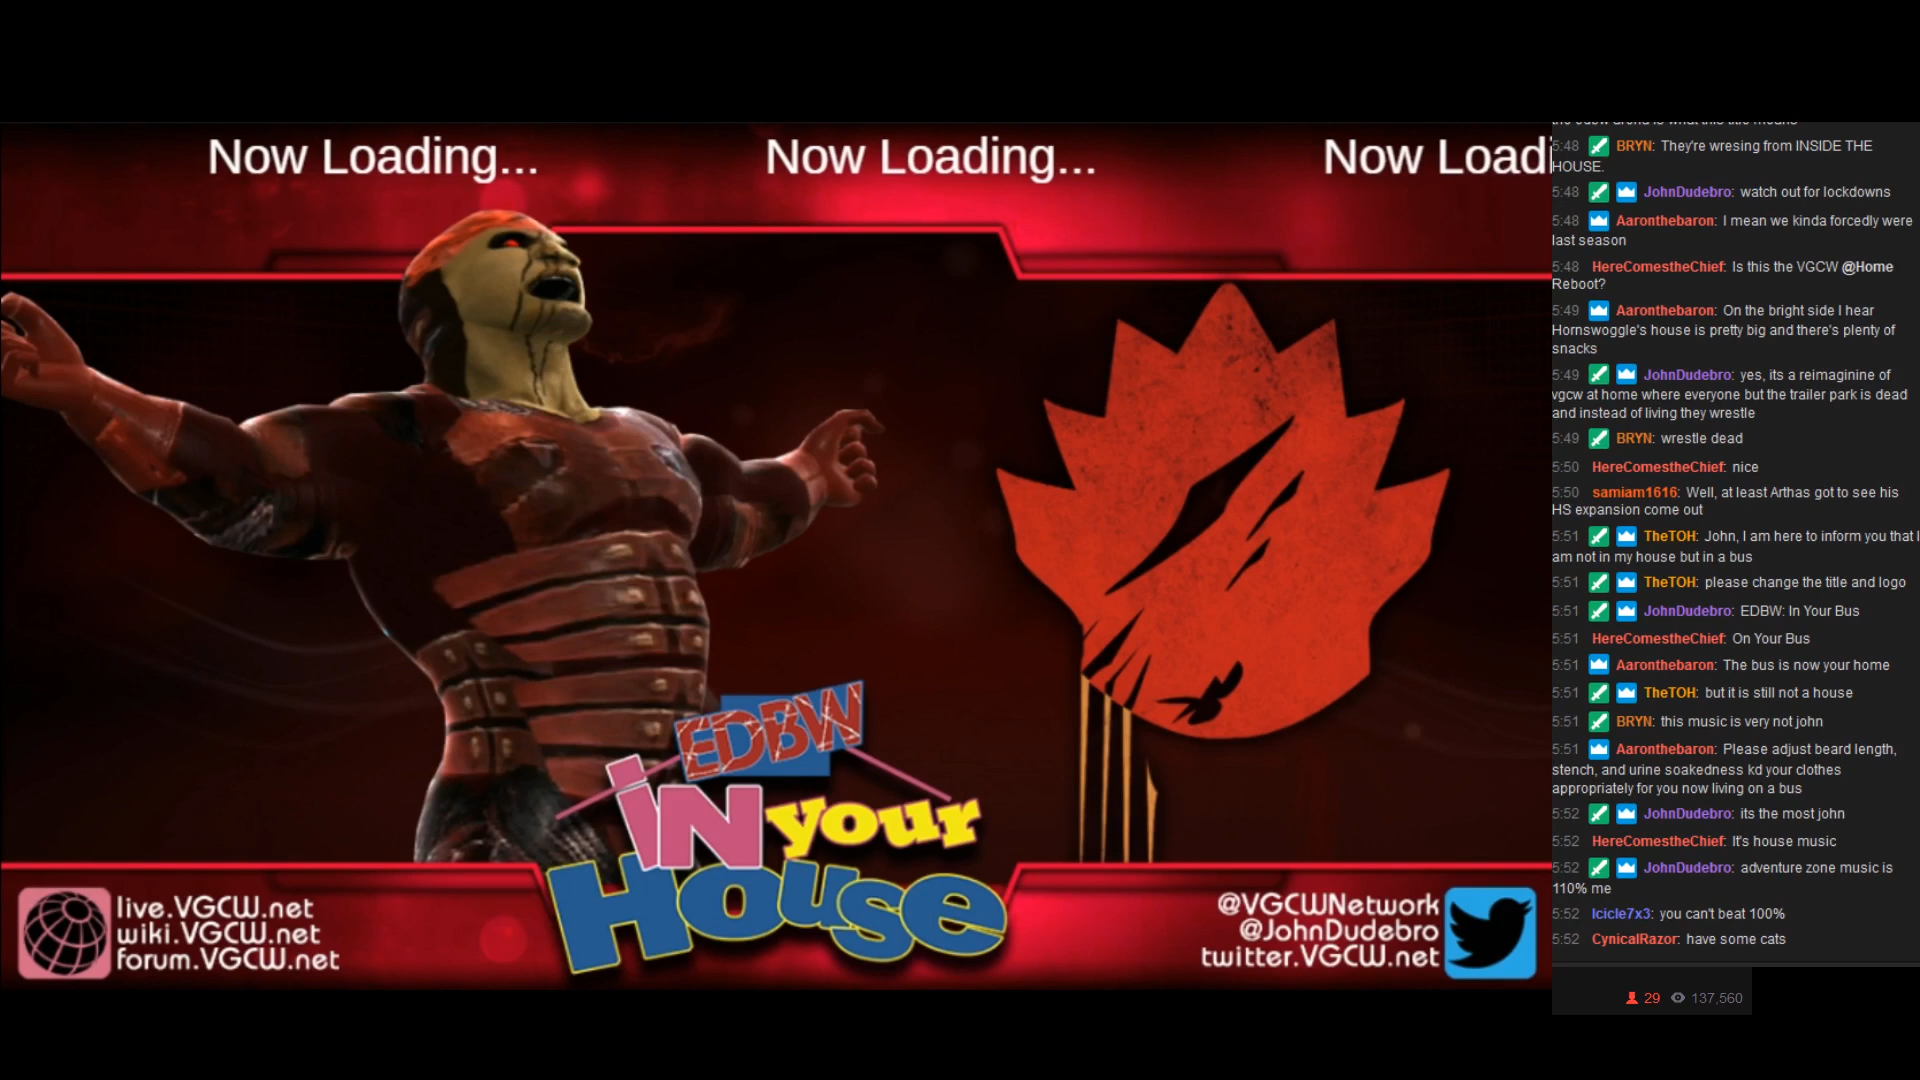 Now Loading... Now Loading... Now Loadi
EDBW
iN your
House
live.VGCW.net
wiki.VGCW.net
forum.VGCW.net
@VGCWNetwork
@JohnDudebro
twitter.VGCW.net
5:48 BRYN: They're wresing from INSIDE THE
HOUSE.
5:48 JohnDudebro: watch out for lockdowns
5:48 Aaronthebaron: I mean we kinda forcedly were
last season
5:48 HereComestheChief: Is this the VGCW @Home
Reboot?
5:49 Aaronthebaron: On the bright side I hear
Hornswoggle's house is pretty big and there's plenty of
snacks
5:49 JohnDudebro: yes, its a reimaginine of
vgcw at home where everyone but the trailer park is dead
and instead of living they wrestle
5:49 BRYN: wrestle dead
5:50 HereComestheChief: nice
5:50 samiam1616: Well, at least Arthas got to see his
HS expansion come out
5:51 TheTOH: John, I am here to inform you that I
am not in my house but in a bus
5:51 TheTOH: please change the title and logo
5:51 JohnDudebro: EDBW: In Your Bus
5:51 HereComestheChief: On Your Bus
5:51 Aaronthebaron: The bus is now your home
5:51 TheTOH: but it is still not a house
5:51 BRYN: this music is very not john
5:51 Aaronthebaron: Please adjust beard length,
stench, and urine soakedness kd your clothes
appropriately for you now living on a bus
5:52 JohnDudebro: its the most john
5:52 HereComestheChief: It's house music
5:52 JohnDudebro: adventure zone music is
110% me
5:52 Icicle7x3: you can't beat 100%
5:52 CynicalRazor: have some cats
29 137,560